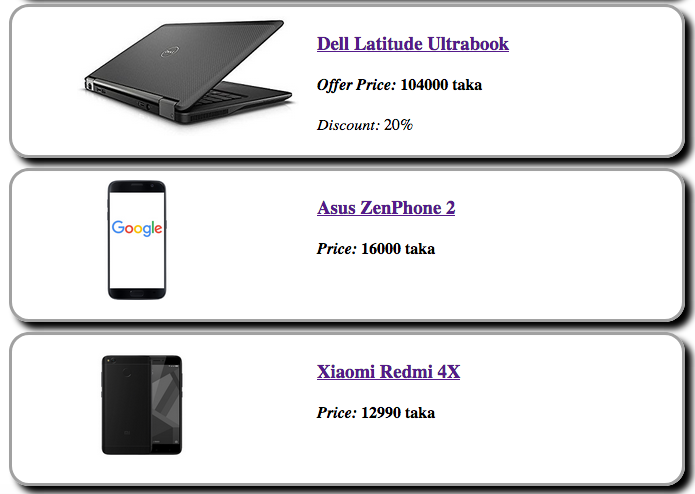 Dell Latitude Ultrabook
Offer Price: 104000 taka
Discount: 20%
Asus ZenPhone 2
Google
Price: 16000 taka
Xiaomi Redmi 4X
Price: 12990 taka